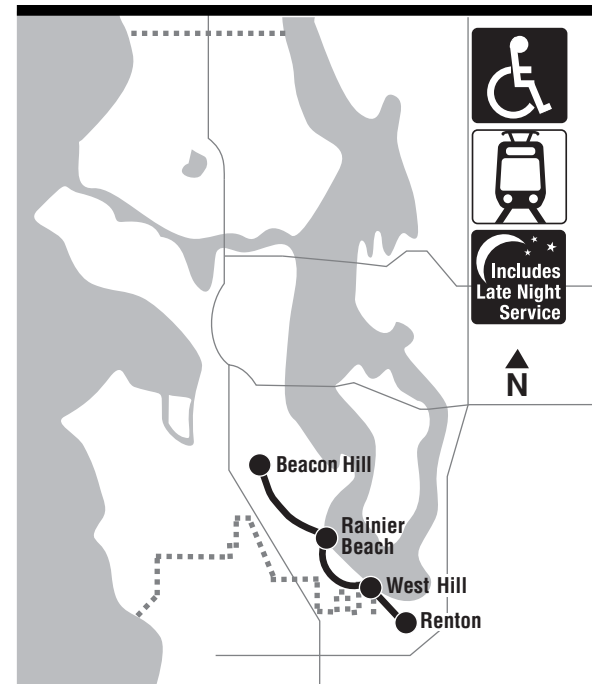 Includes
Late Night
Service
N
Beacon Hill
Rainier
Beach
West Hill
Renton